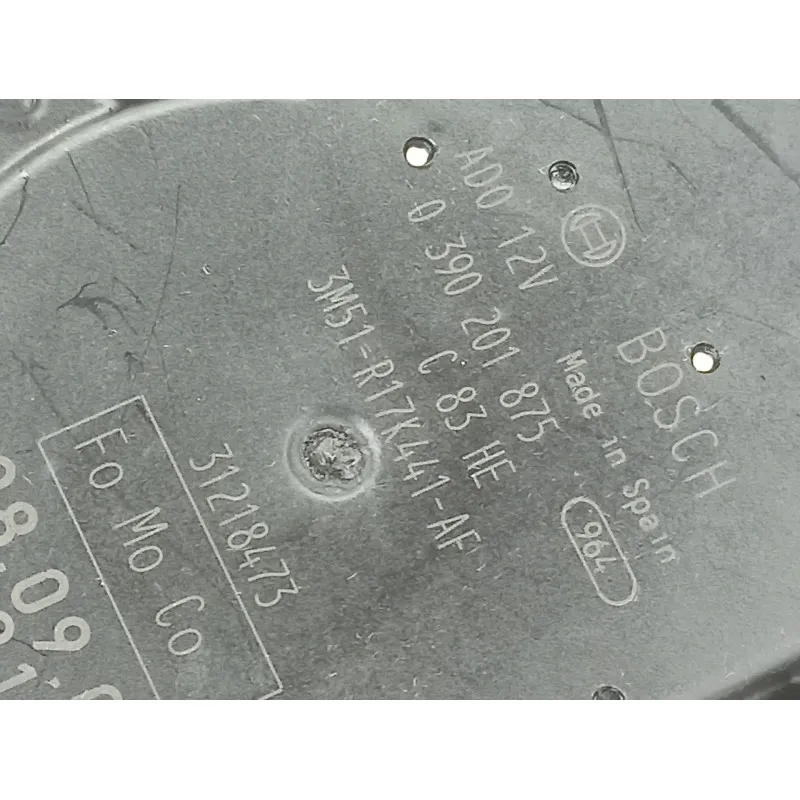 BOSCH
Made in Spain
964
ADO 12V
0 390 201 875
C 83 HE
3M51-R17K441-AF
31218473
Fo Mo Co